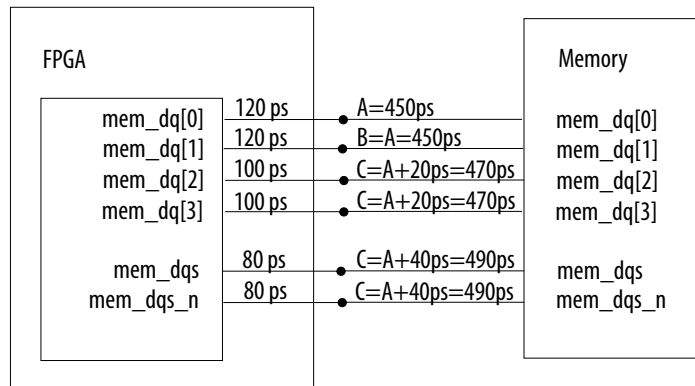 FPGA
Memory
mem_dq[0] 120 ps A=450ps mem_dq[0]
mem_dq[1] 120 ps B=A=450ps mem_dq[1]
mem_dq[2] 100 ps C=A+20ps=470ps mem_dq[2]
mem_dq[3] 100 ps C=A+20ps=470ps mem_dq[3]
mem_dqs 80 ps C=A+40ps=490ps mem_dqs
mem_dqs_n 80 ps C=A+40ps=490ps mem_dqs_n